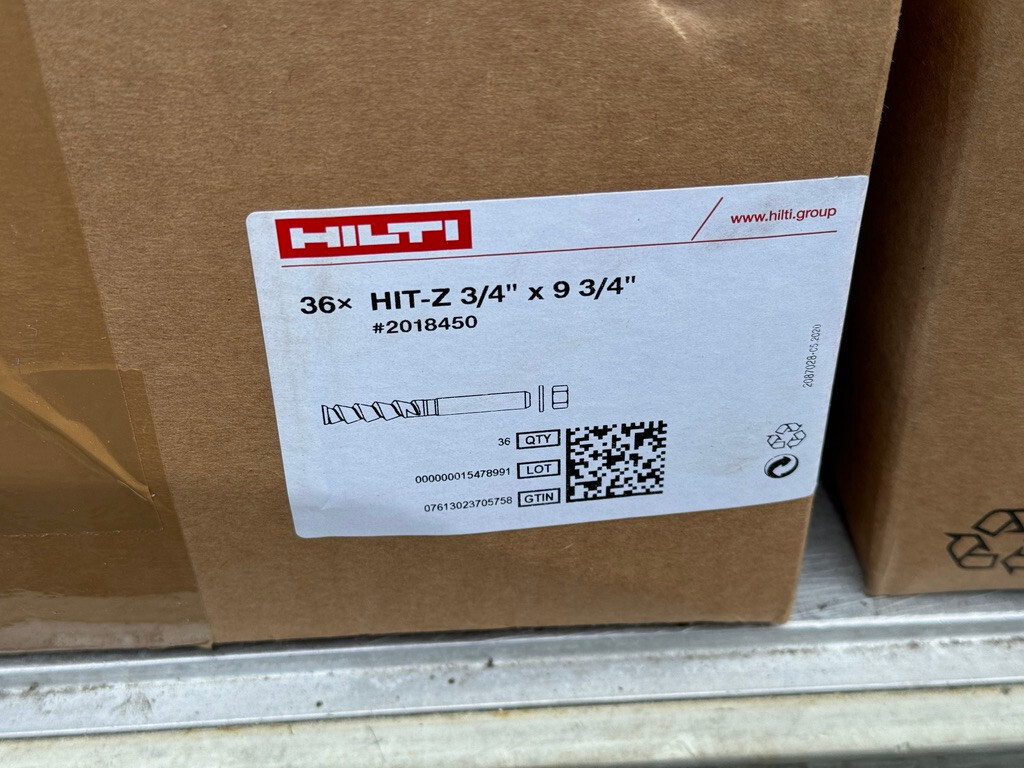 HILTI
www.hilti.group
36× HIT-Z 3/4" x 9 3/4"
#2018450
2087028-05.2020
36 QTY
000000015478991 LOT
07613023705758 GTIN